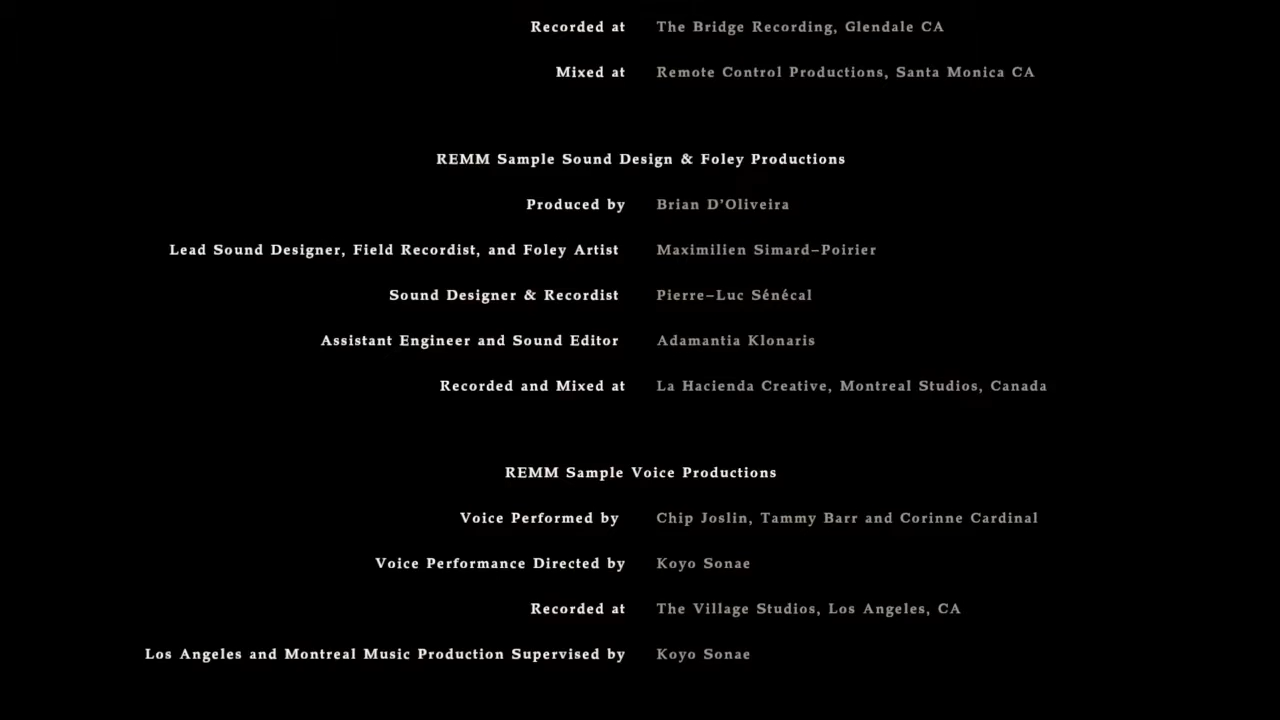 Recorded at The Bridge Recording, Glendale CA
Mixed at Remote Control Productions, Santa Monica CA
REMM Sample Sound Design & Foley Productions
Produced by Brian D’Oliveira
Lead Sound Designer, Field Recordist, and Foley Artist Maximilien Simard–Poirier
Sound Designer & Recordist Pierre–Luc Sénécal
Assistant Engineer and Sound Editor Adamantia Klonaris
Recorded and Mixed at La Hacienda Creative, Montreal Studios, Canada
REMM Sample Voice Productions
Voice Performed by Chip Joslin, Tammy Barr and Corinne Cardinal
Voice Performance Directed by Koyo Sonae
Recorded at The Village Studios, Los Angeles, CA
Los Angeles and Montreal Music Production Supervised by Koyo Sonae